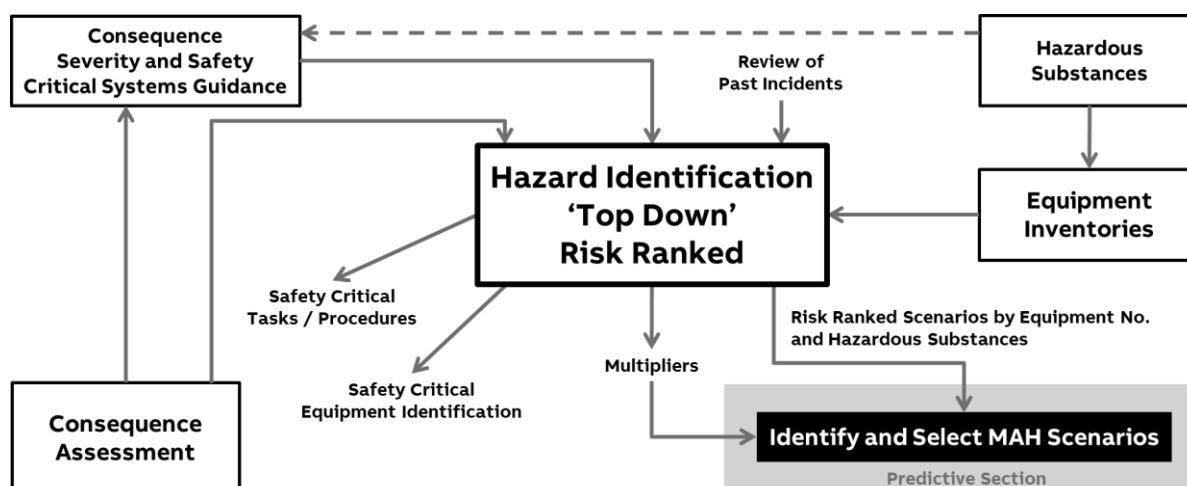 Consequence
Severity and Safety
Critical Systems Guidance
Review of
Past Incidents
Hazardous
Substances
Hazard Identification
‘Top Down’
Risk Ranked
Equipment
Inventories
Safety Critical
Tasks / Procedures
Safety Critical
Equipment Identification
Multipliers
Risk Ranked Scenarios by Equipment No.
and Hazardous Substances
Consequence
Assessment
Identify and Select MAH Scenarios
Predictive Section